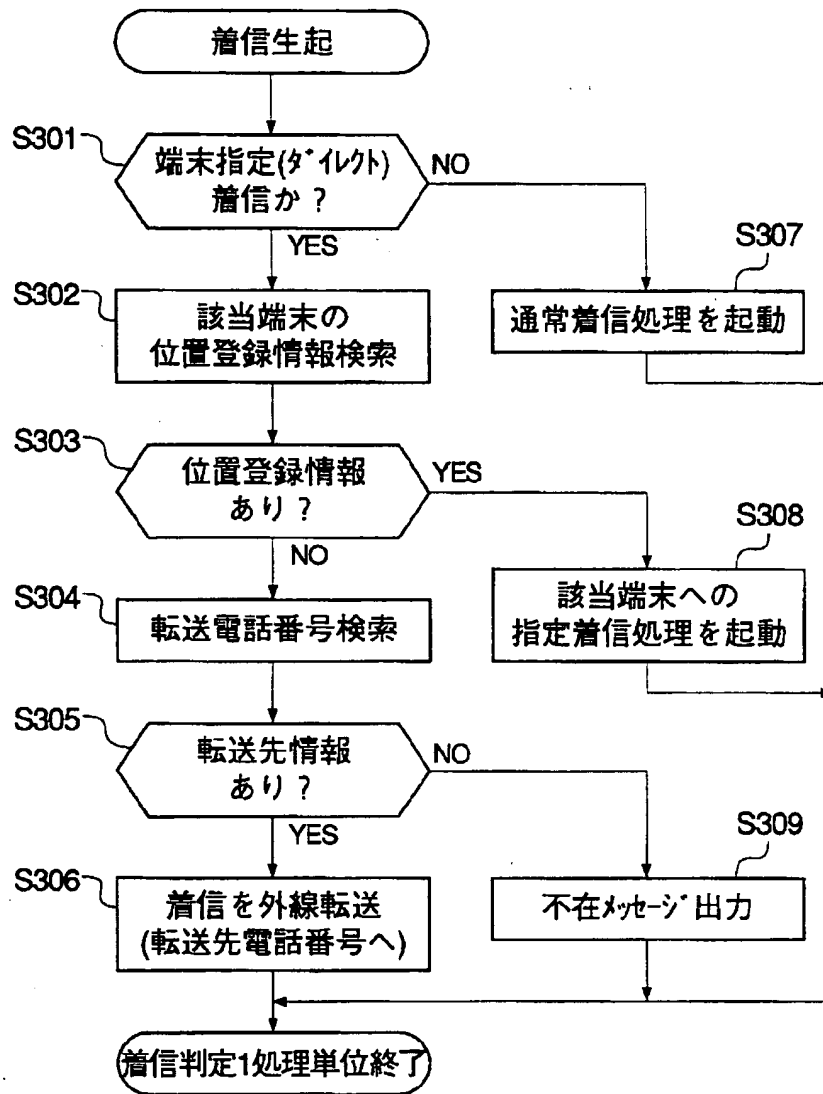 着信生起
S301
端末指定(ダイレクト)
着信か?
NO
YES
S307
通常着信処理を起動
S302
該当端末の
位置登録情報検索
S303
位置登録情報
あり?
YES
NO
S308
該当端末への
指定着信処理を起動
S304
転送電話番号検索
S305
転送先情報
あり?
NO
YES
S309
不在メッセージ出力
S306
着信を外線転送
(転送先電話番号へ)
着信判定1処理単位終了